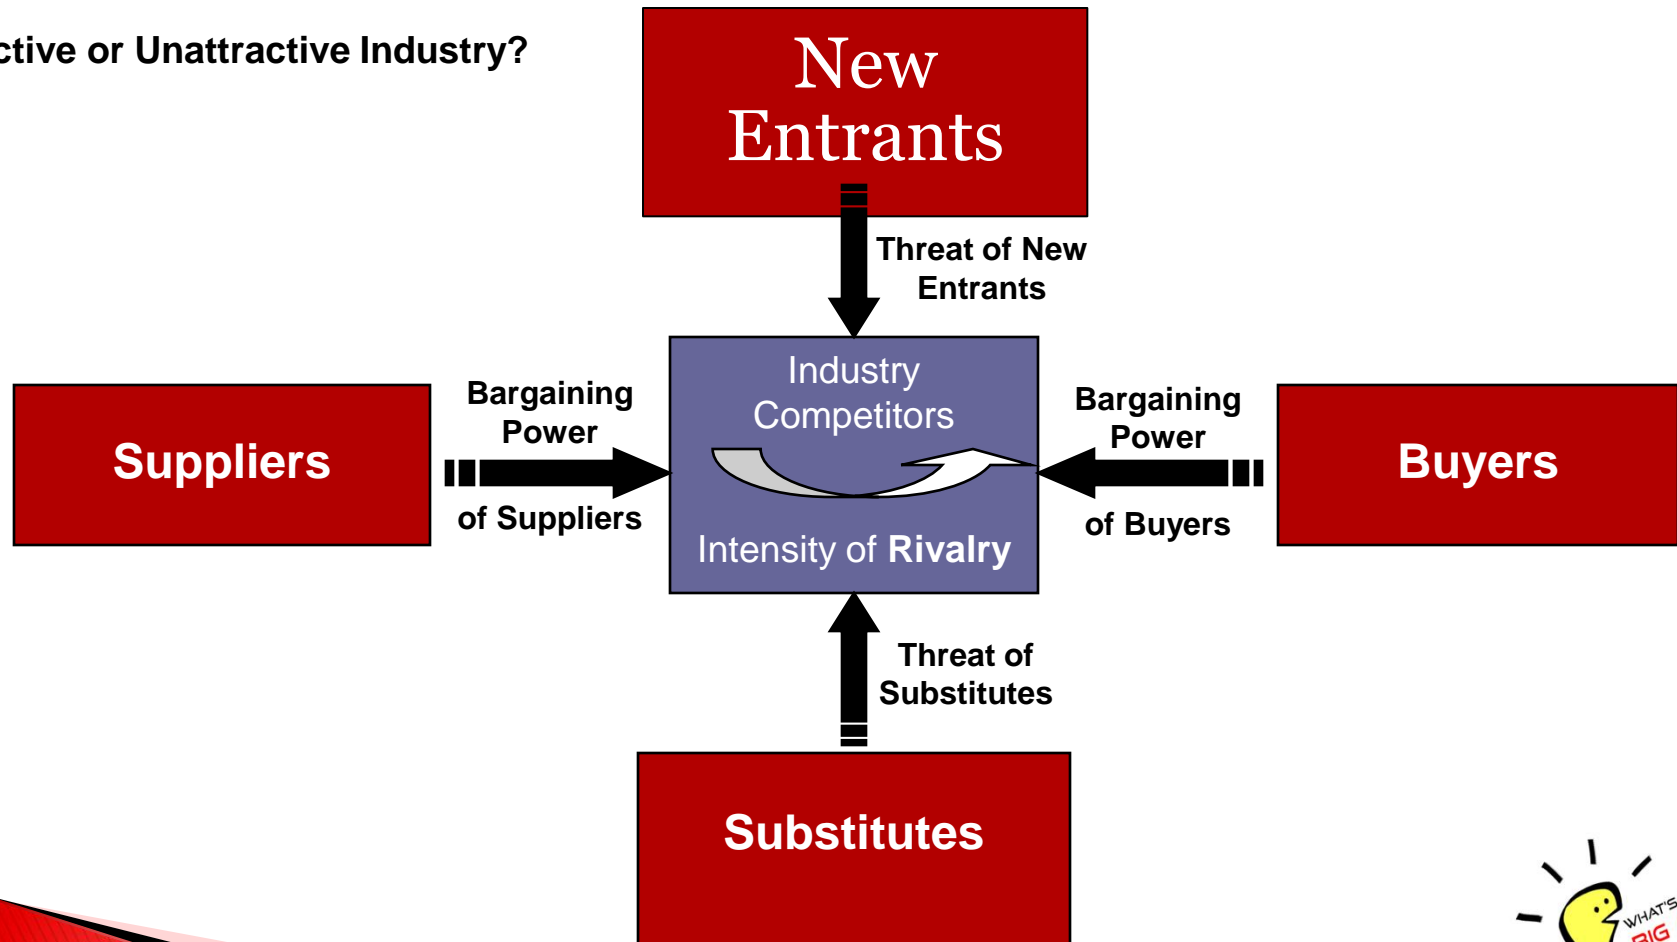 ctive or Unattractive Industry?
New
Entrants
Threat of New
Entrants
Industry
Competitors
Bargaining
Power
of Suppliers
Suppliers
Bargaining
Power
of Buyers
Buyers
Intensity of Rivalry
Threat of
Substitutes
Substitutes
WHAT'S
BIG